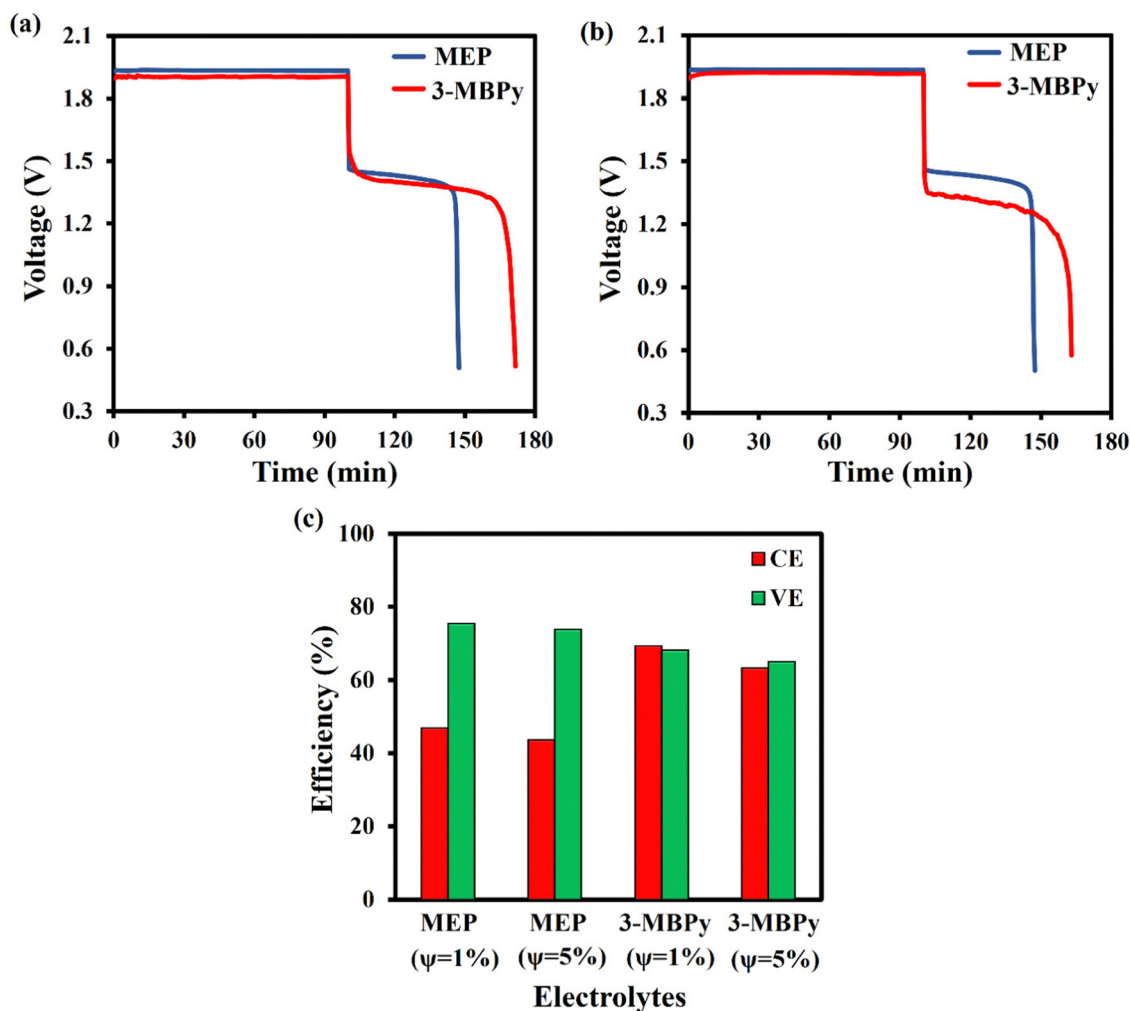 (a)
2.1
1.8
1.5
1.2
0.9
0.6
0.3
Voltage (V)
MEP
3-MBPy
0 30 60 90 120 150 180
Time (min)
(b)
2.1
1.8
1.5
1.2
0.9
0.6
0.3
Voltage (V)
MEP
3-MBPy
0 30 60 90 120 150 180
Time (min)
(c)
100
80
60
40
20
0
Efficiency (%)
CE
VE
MEP MEP 3-MBPy 3-MBPy
(ψ=1%) (ψ=5%) (ψ=1%) (ψ=5%)
Electrolytes